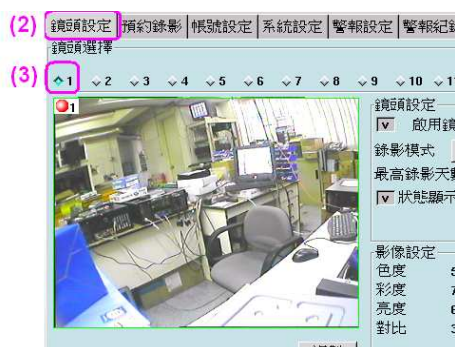 (2) 鏡頭設定 預約錄影 帳號設定 系統設定 警報設定 警報紀錄
鏡頭選擇
(3) 1 2 3 4 5 6 7 8 9 10
1
鏡頭設定
啟用
錄影模式
最高錄影天
狀態顯示
影像設定
色度
彩度
亮度
對比